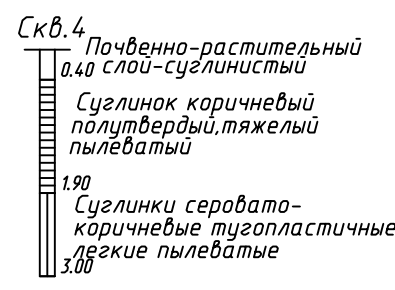 Скв.4
Почвенно-растительный
0.40 слой-суглинистый
Суглинок коричневый
полутвердый,тяжелый
пылеватый
1.90
Суглинки серовато-
коричневые тугопластичные
легкие пылеватые
3.00